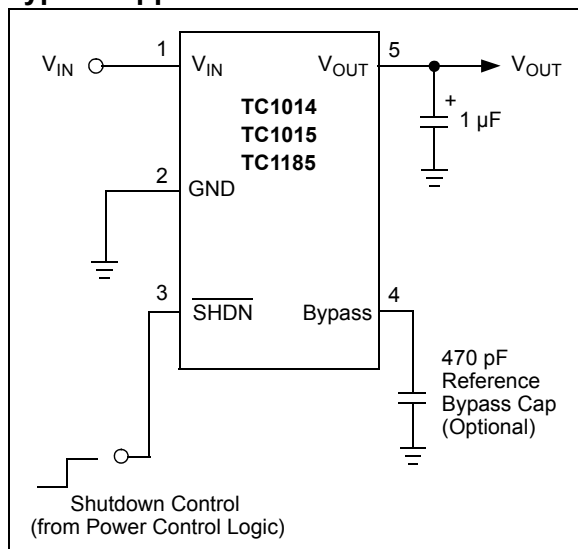 1
5
V_IN
V_IN
V_OUT
V_OUT
TC1014
TC1015
TC1185
+
1 µF
2
GND
3
SHDN
Bypass
4
470 pF
Reference
Bypass Cap
(Optional)
Shutdown Control
(from Power Control Logic)